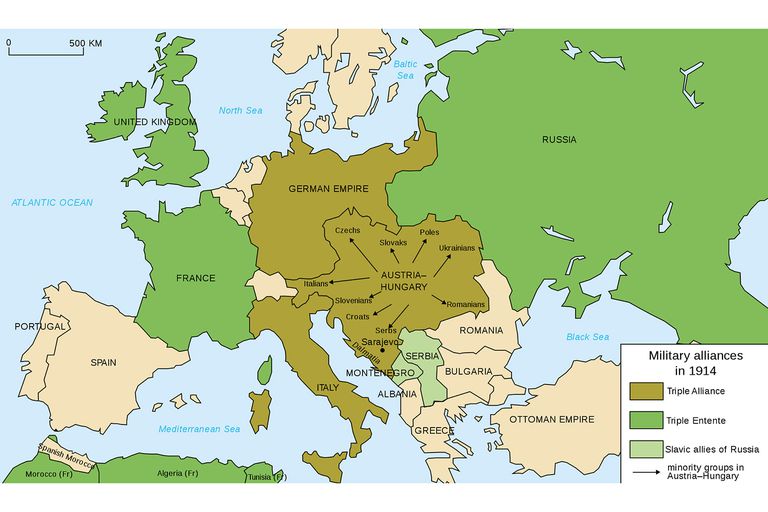 0 500 KM
Baltic
Sea
North Sea
UNITED KINGDOM
RUSSIA
GERMAN EMPIRE
ATLANTIC OCEAN
Czechs
Poles
Slovaks
Ukrainians
FRANCE
AUSTRIA–
HUNGARY
Italians
Slovenians
Romanians
Croats
PORTUGAL
Serbs
ROMANIA
Black Sea
Sarajevo
Dalmatia
SERBIA
SPAIN
MONTENEGRO
BULGARIA
ITALY
ALBANIA
OTTOMAN EMPIRE
Mediterranean Sea
GREECE
Spanish Morocco
Morocco (Fr)
Algeria (Fr)
Tunisia (Fr)
Military alliances
in 1914
Triple Alliance
Triple Entente
Slavic allies of Russia
minority groups in
Austria–Hungary